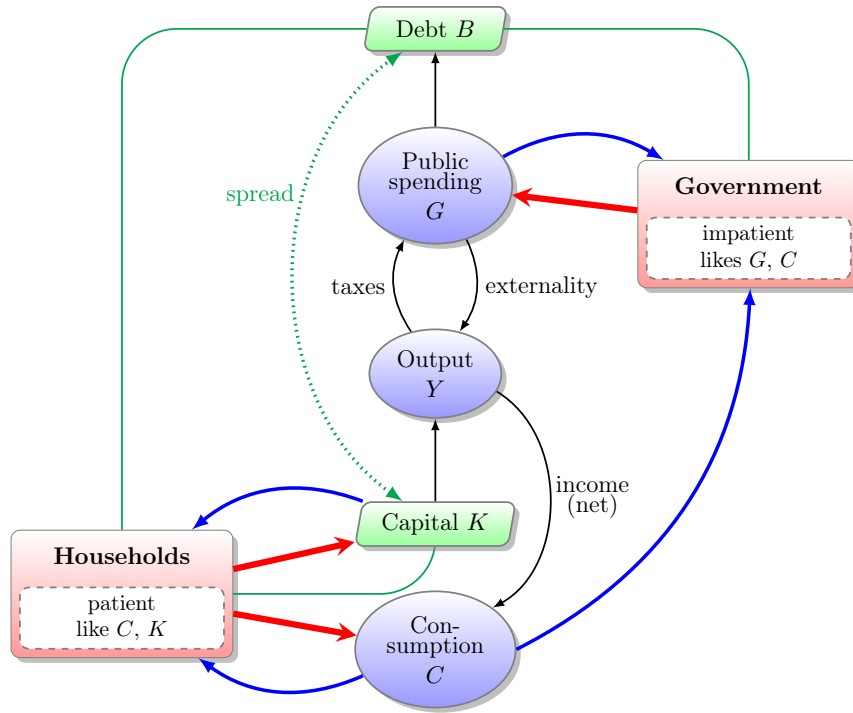 Debt B
Public
spending
G
spread
Government
impatient
likes G, C
taxes
externality
Output
Y
income
(net)
Capital K
Households
patient
like C, K
Con-
sumption
C